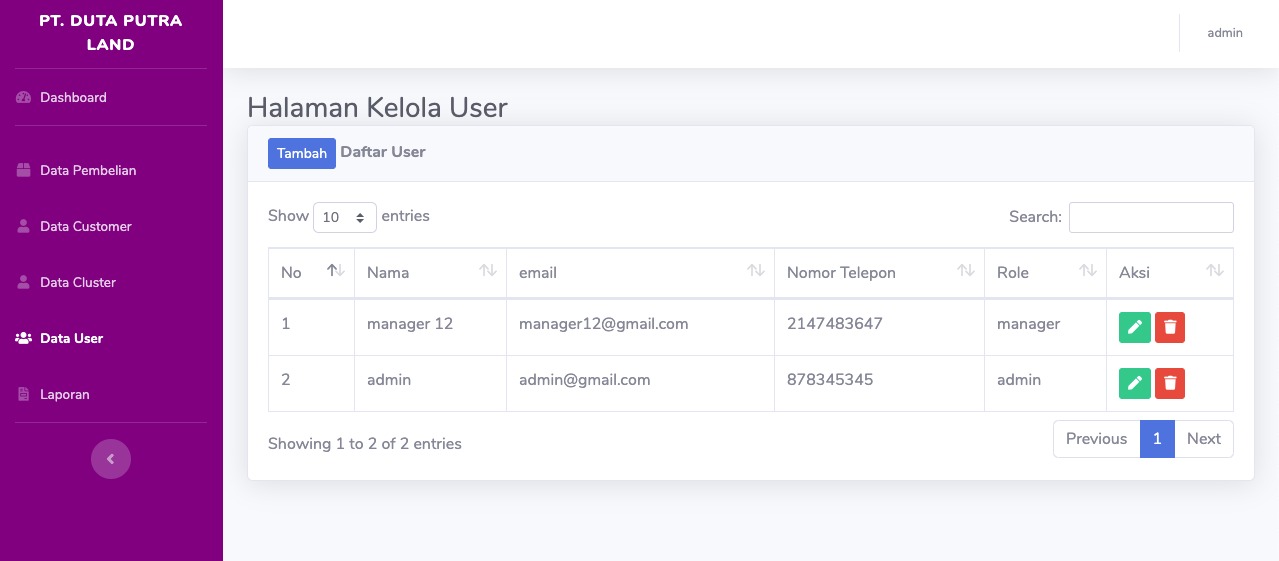 PT. DUTA PUTRA
LAND
admin
Dashboard
Data Pembelian
Data Customer
Data Cluster
Data User
Laporan
Halaman Kelola User
Tambah Daftar User
Show 10 entries Search:
No Nama email Nomor Telepon Role Aksi
1 manager 12 manager12@gmail.com 2147483647 manager
2 admin admin@gmail.com 878345345 admin
Showing 1 to 2 of 2 entries Previous 1 Next